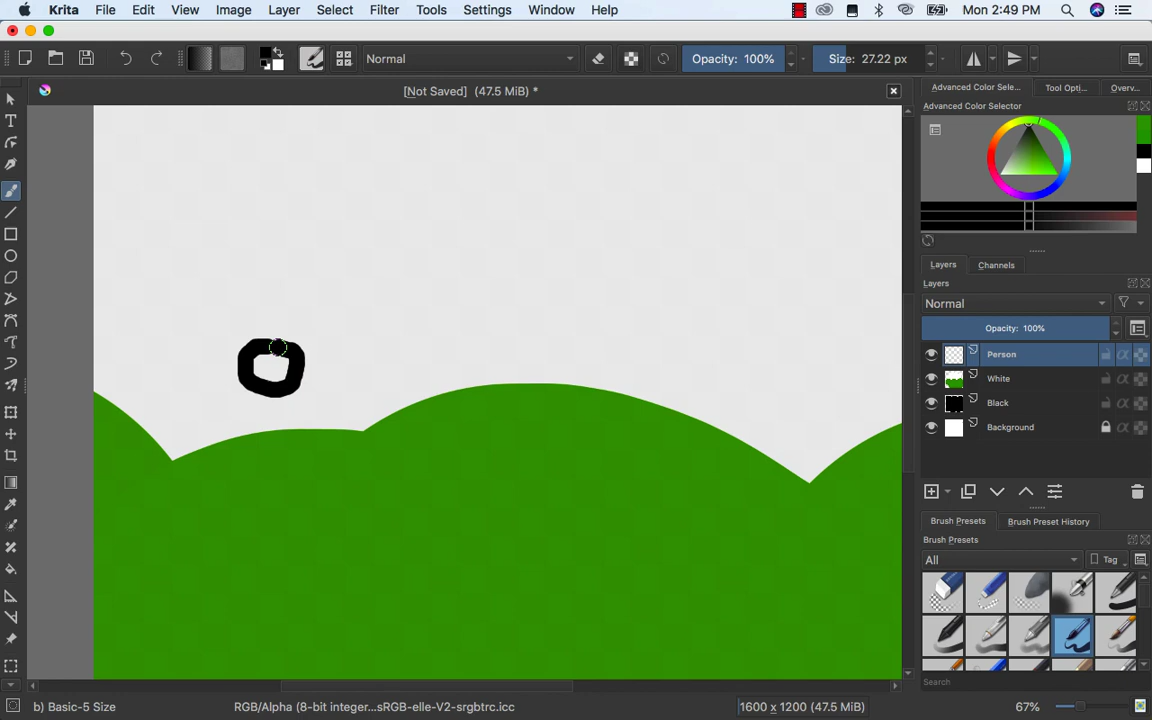 Krita File Edit View Image Layer Select Filter Tools Settings Window Help Mon 2:49 PM
Normal Opacity: 100% Size: 27.22 px
[Not Saved] (47.5 MiB) *
Advanced Color Sele... Tool Opti... Overv...
Advanced Color Selector
Layers Channels
Layers
Normal
Opacity: 100%
Person
White
Black
Background
Brush Presets Brush Preset History
Brush Presets
All Tag
Search
b) Basic-5 Size RGB/Alpha (8-bit integer...sRGB-elle-V2-srgbtrc.icc 1600 x 1200 (47.5 MiB) 67%